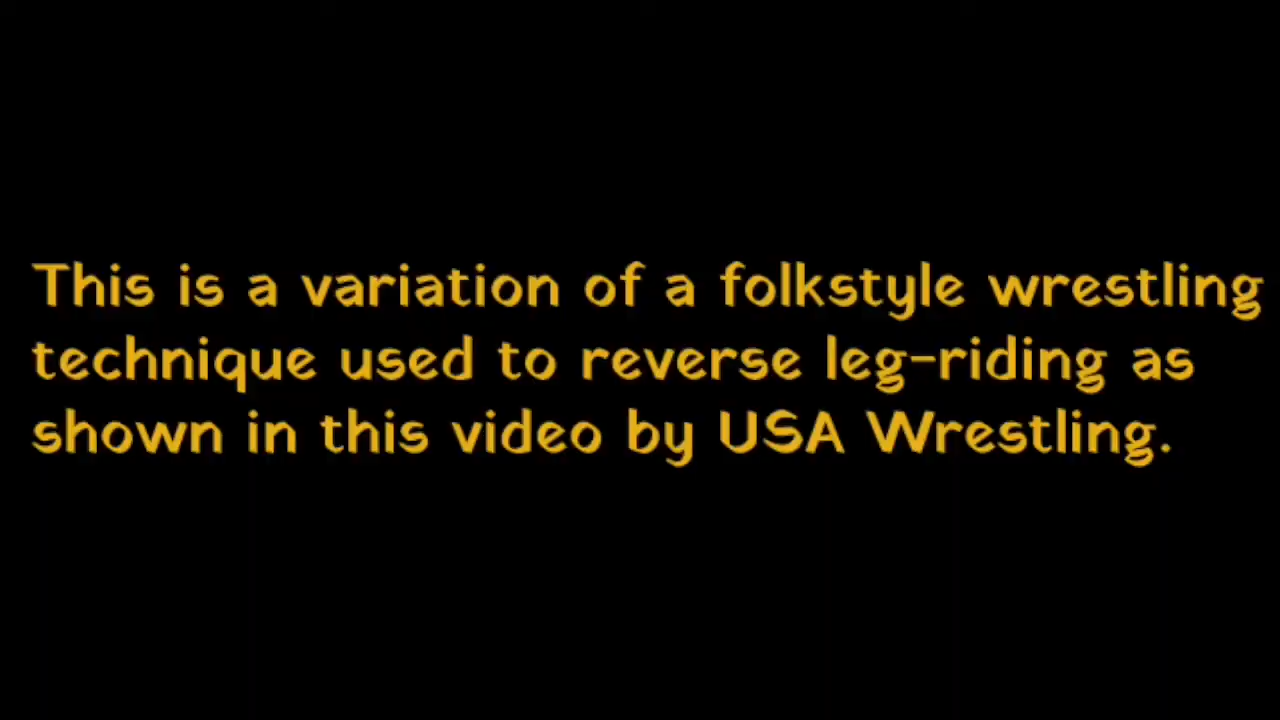 This is a variation of a folkstyle wrestling
technique used to reverse leg-riding as
shown in this video by USA Wrestling.